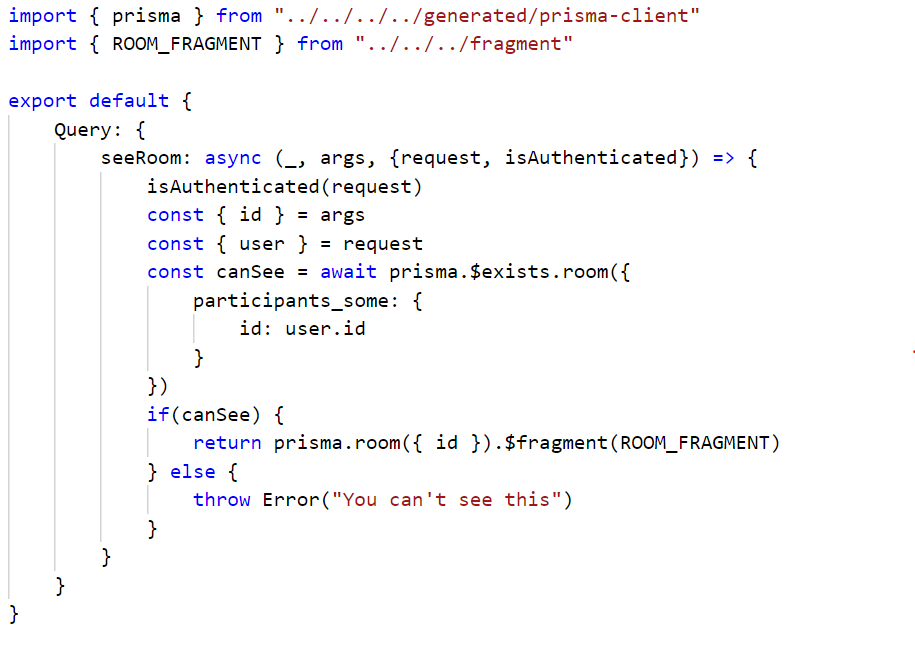 import { prisma } from "../../../../generated/prisma-client"
import { ROOM_FRAGMENT } from "../../../fragment"
export default {
Query: {
seeRoom: async (_, args, {request, isAuthenticated}) => {
isAuthenticated(request)
const { id } = args
const { user } = request
const canSee = await prisma.$exists.room({
participants_some: {
id: user.id
}
})
if(canSee) {
return prisma.room({ id }).$fragment(ROOM_FRAGMENT)
} else {
throw Error("You can't see this")
}
}
}
}